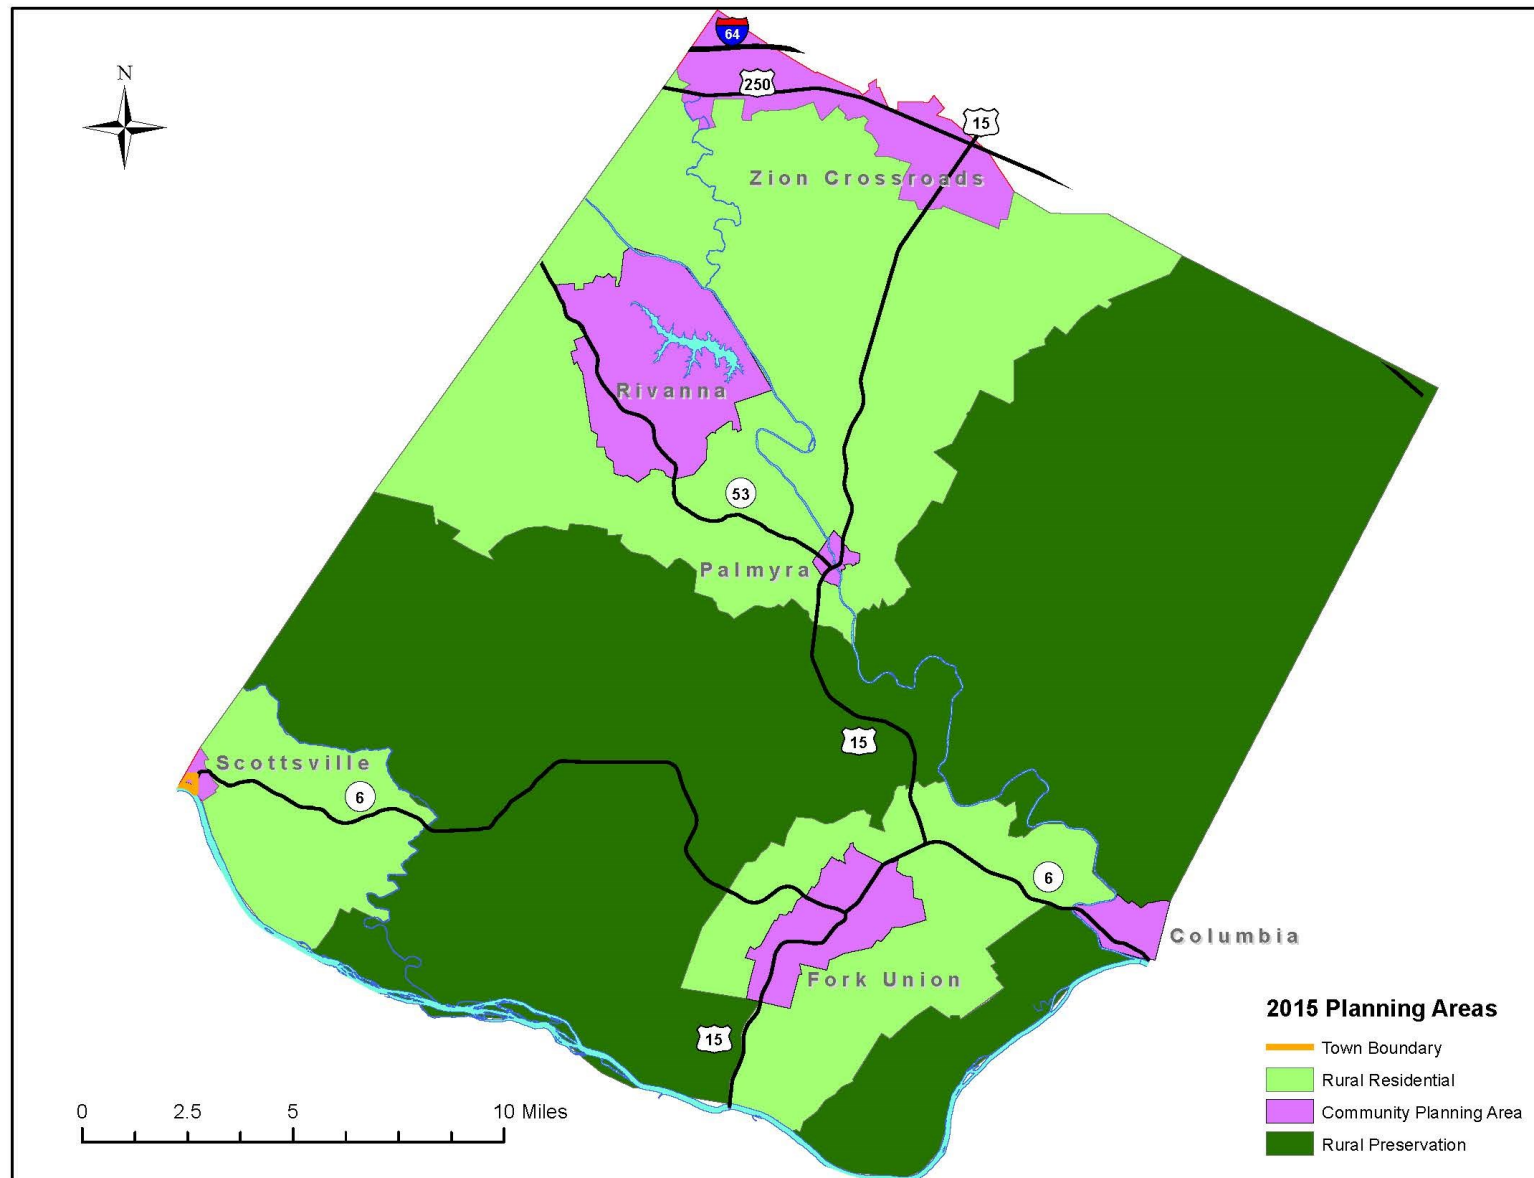 64
N
250
15
Zion Crossroads
Rivanna
53
Palmyra
15
Scottsville
6
6
Columbia
Fork Union
15
2015 Planning Areas
Town Boundary
Rural Residential
Community Planning Area
Rural Preservation
0 2.5 5 10 Miles